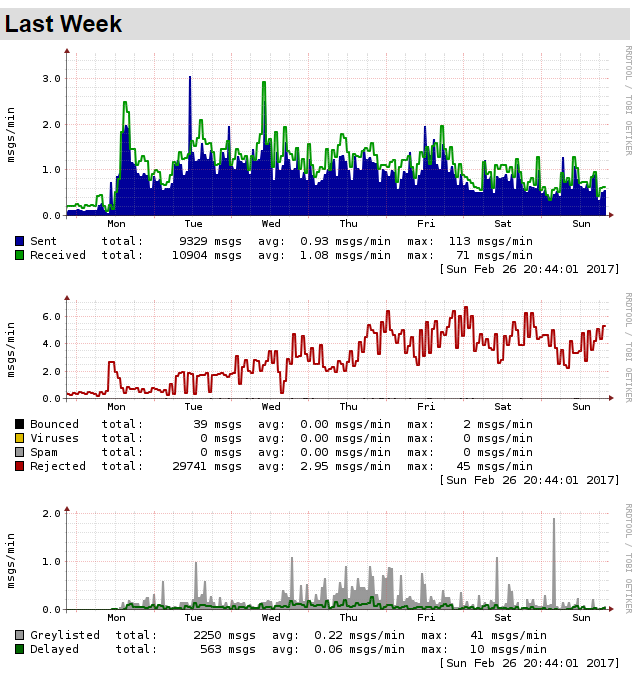 Last Week
RRDTOOL / TOBI OETIKER
msgs/min
3.0
2.0
1.0
0.0
Mon Tue Wed Thu Fri Sat Sun
Sent total: 9329 msgs avg: 0.93 msgs/min max: 113 msgs/min
Received total: 10904 msgs avg: 1.08 msgs/min max: 71 msgs/min
[Sun Feb 26 20:44:01 2017]
RRDTOOL / TOBI OETIKER
msgs/min
6.0
4.0
2.0
0.0
Mon Tue Wed Thu Fri Sat Sun
Bounced total: 39 msgs avg: 0.00 msgs/min max: 2 msgs/min
Viruses total: 0 msgs avg: 0.00 msgs/min max: 0 msgs/min
Spam total: 0 msgs avg: 0.00 msgs/min max: 0 msgs/min
Rejected total: 29741 msgs avg: 2.95 msgs/min max: 45 msgs/min
[Sun Feb 26 20:44:01 2017]
RRDTOOL / TOBI OETIKER
msgs/min
2.0
1.0
0.0
Mon Tue Wed Thu Fri Sat Sun
Greylisted total: 2250 msgs avg: 0.22 msgs/min max: 41 msgs/min
Delayed total: 563 msgs avg: 0.06 msgs/min max: 10 msgs/min
[Sun Feb 26 20:44:01 2017]